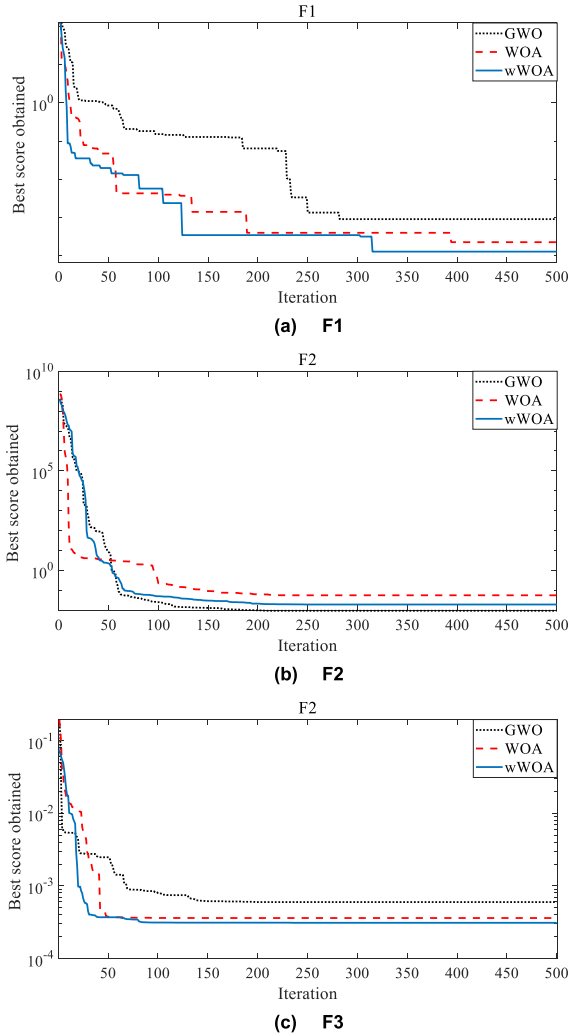 F1
GWO
WOA
wWOA
Best score obtained
10^0
0 50 100 150 200 250 300 350 400 450 500
Iteration
(a) F1
F2
GWO
WOA
wWOA
Best score obtained
10^10
10^5
10^0
0 50 100 150 200 250 300 350 400 450 500
Iteration
(b) F2
F2
GWO
WOA
wWOA
Best score obtained
10^-1
10^-2
10^-3
10^-4
50 100 150 200 250 300 350 400 450 500
Iteration
(c) F3